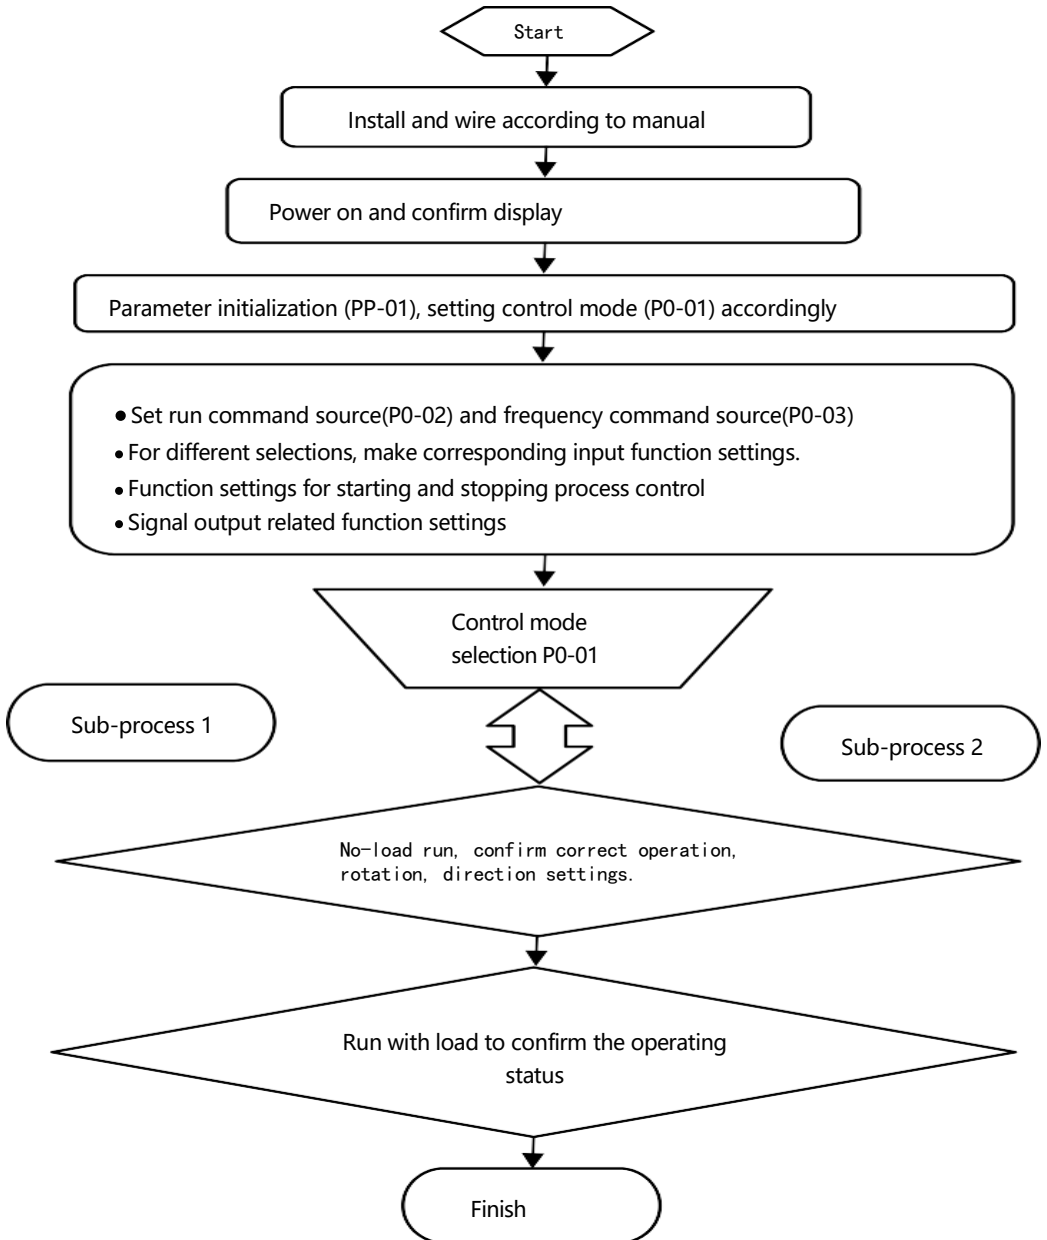 Start
Install and wire according to manual
Power on and confirm display
Parameter initialization (PP-01), setting control mode (P0-01) accordingly
● Set run command source(P0-02) and frequency command source(P0-03)
● For different selections, make corresponding input function settings.
● Function settings for starting and stopping process control
● Signal output related function settings
Control mode
selection P0-01
Sub-process 1
Sub-process 2
No-load run, confirm correct operation,
rotation, direction settings.
Run with load to confirm the operating
status
Finish